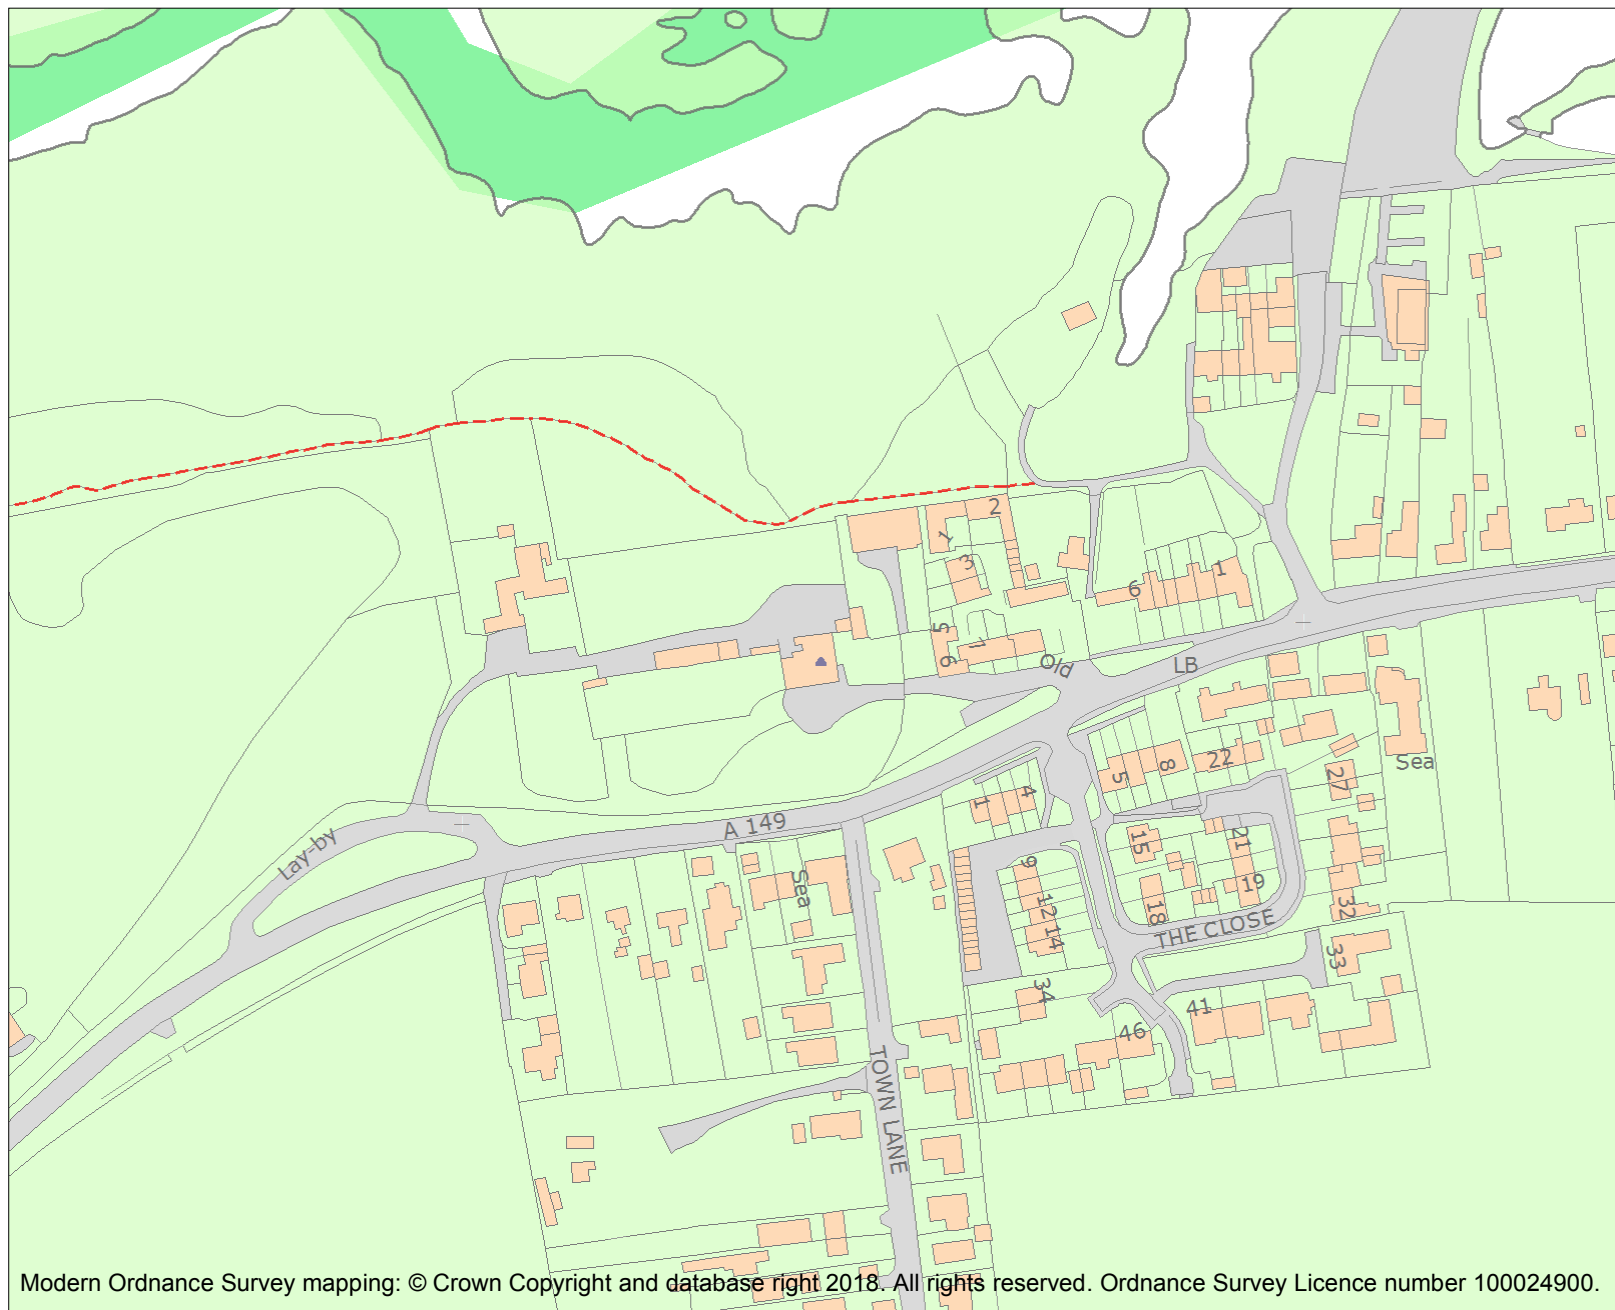 2
1
3
1
6
5
7
6
Old
LB
Sea
8
22
5
27
4
1
A 149
21
15
Lay-by
9
19
Sea
12
14
18
32
THE CLOSE
33
34
41
46
TOWN LANE
Modern Ordnance Survey mapping: © Crown Copyright and database right 2018. All rights reserved. Ordnance Survey Licence number 100024900.